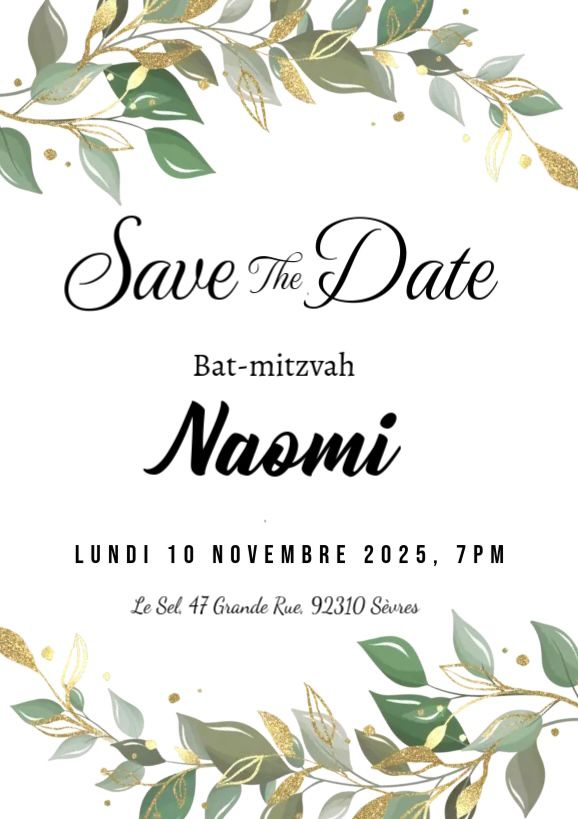 Save The Date
Bat-mitzvah
Naomi
LUNDI 10 NOVEMBRE 2025, 7PM
Le Sel, 47 Grande Rue, 92310 Sèvres